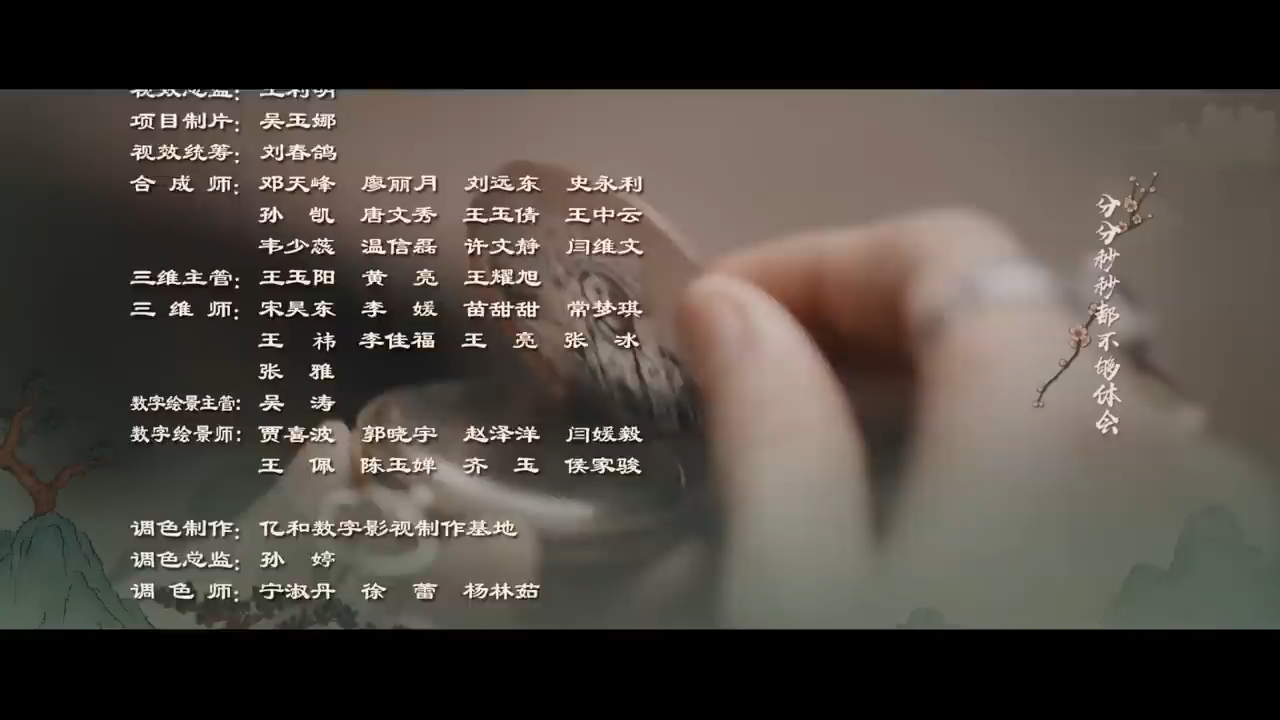 项目制片：吴玉娜
视效统筹：刘春鸽
合成师：邓天峰 廖丽月 刘远东 史永利
孙凯 唐文秀 王玉倩 王中云
韦少蕊 温信磊 许文静 闫维文
三维主管：王玉阳 黄亮 王耀旭
三维师：宋昊东 李媛 苗甜甜 常梦琪
王祎 李佳福 王亮 张冰
张雅
数字绘景主管：吴涛
数字绘景师：贾喜波 郭晓宇 赵泽洋 闫媛毅
王佩 陈玉婵 齐玉 侯家骏
调色制作：亿和数字影视制作基地
调色总监：孙婷
调色师：宁淑丹 徐蕾 杨林茹
分分秒秒都不够体会